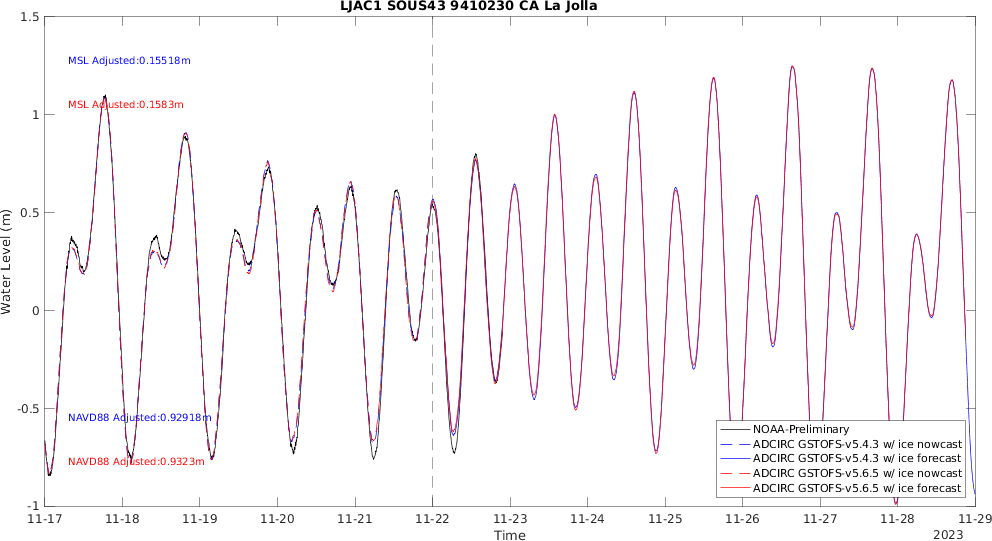 LJAC1 SOUS43 9410230 CA La Jolla
1.5
1
0.5
0
-0.5
-1
Water Level (m)
MSL Adjusted:0.15518m
MSL Adjusted:0.1583m
NAVD88 Adjusted:0.92918m
NAVD88 Adjusted:0.9323m
NOAA-Preliminary
ADCIRC GSTOFS-v5.4.3 w/ ice nowcast
ADCIRC GSTOFS-v5.4.3 w/ ice forecast
ADCIRC GSTOFS-v5.6.5 w/ ice nowcast
ADCIRC GSTOFS-v5.6.5 w/ ice forecast
11-17 11-18 11-19 11-20 11-21 11-22 11-23 11-24 11-25 11-26 11-27 11-28 11-29
Time
2023